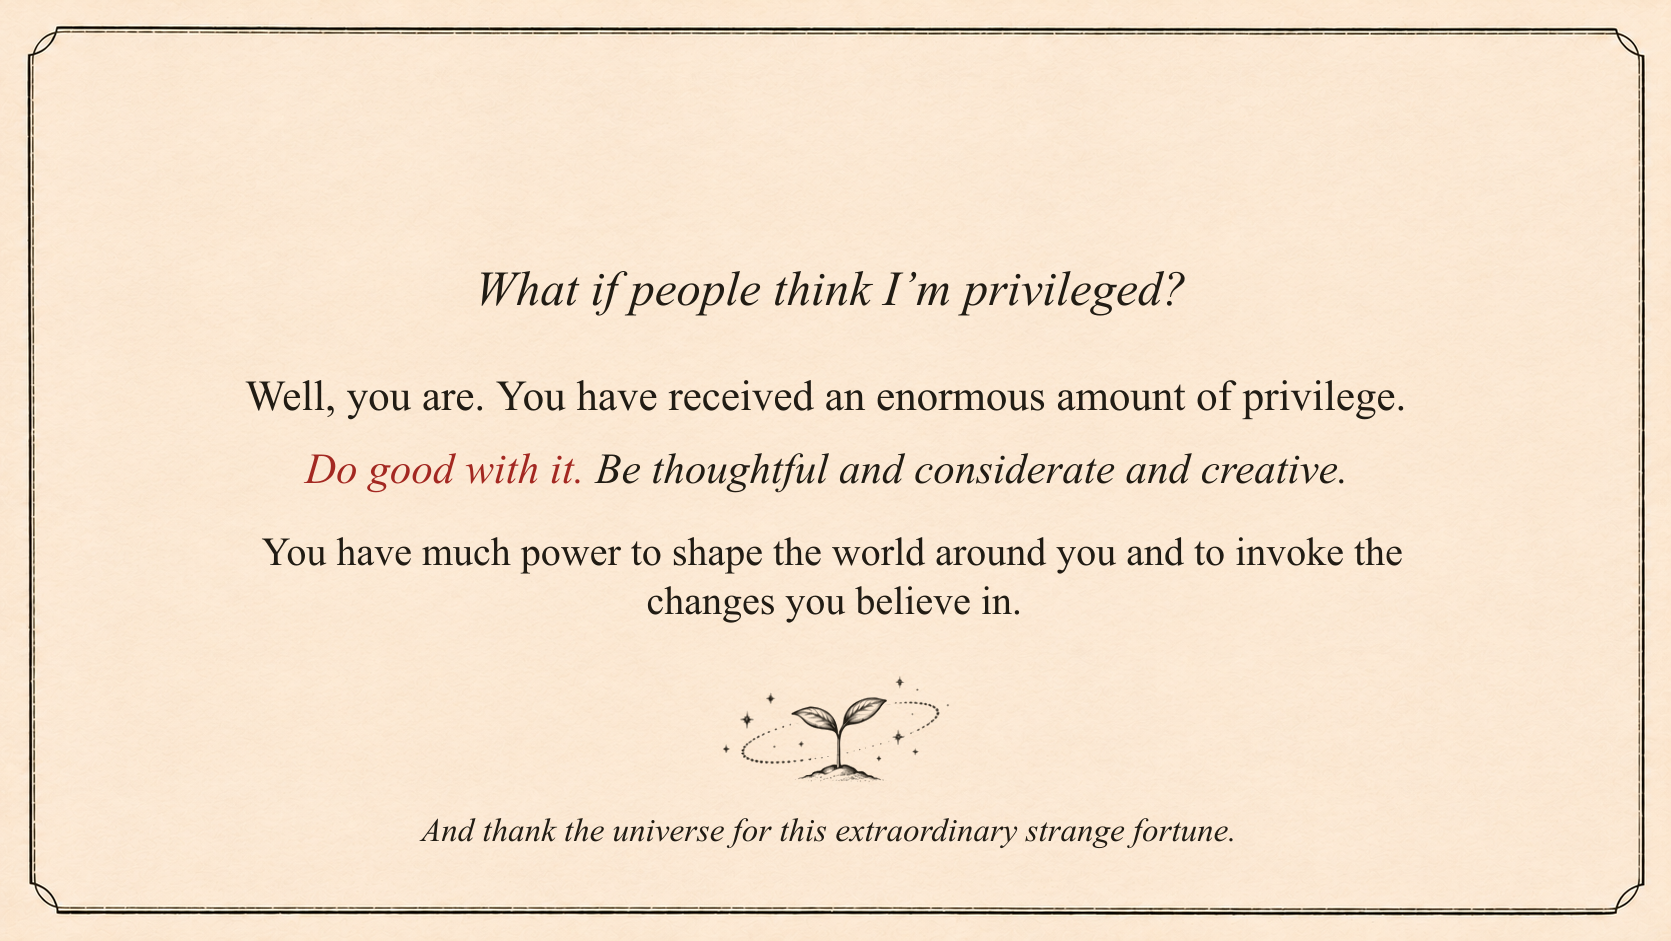 What if people think I’m privileged?
Well, you are. You have received an enormous amount of privilege.
Do good with it. Be thoughtful and considerate and creative.
You have much power to shape the world around you and to invoke the
changes you believe in.
And thank the universe for this extraordinary strange fortune.